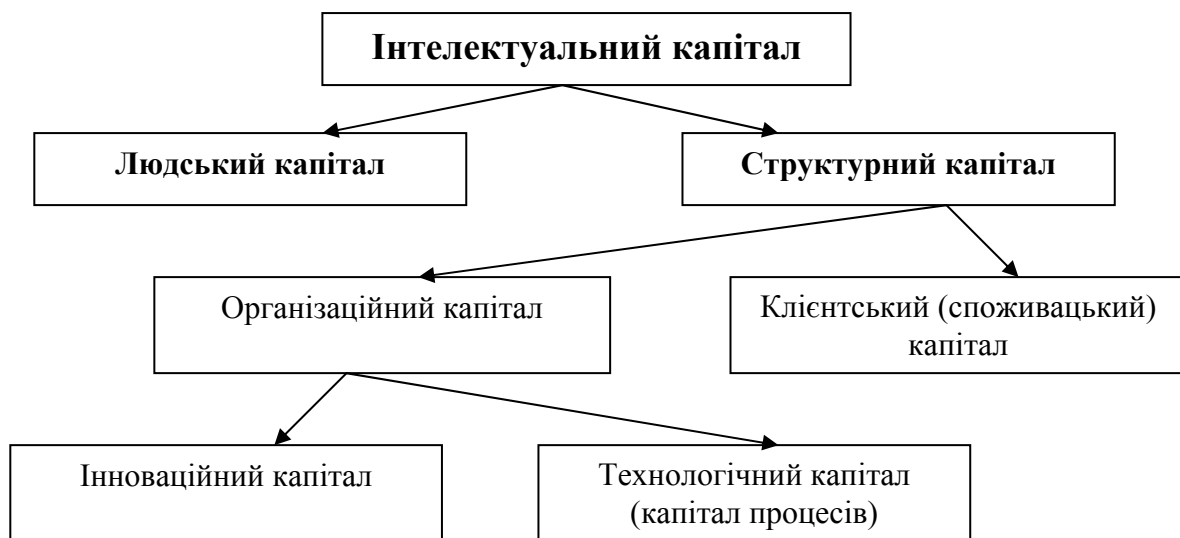 Інтелектуальний капітал
Людський капітал
Структурний капітал
Організаційний капітал
Клієнтський (споживацький)
капітал
Інноваційний капітал
Технологічний капітал
(капітал процесів)